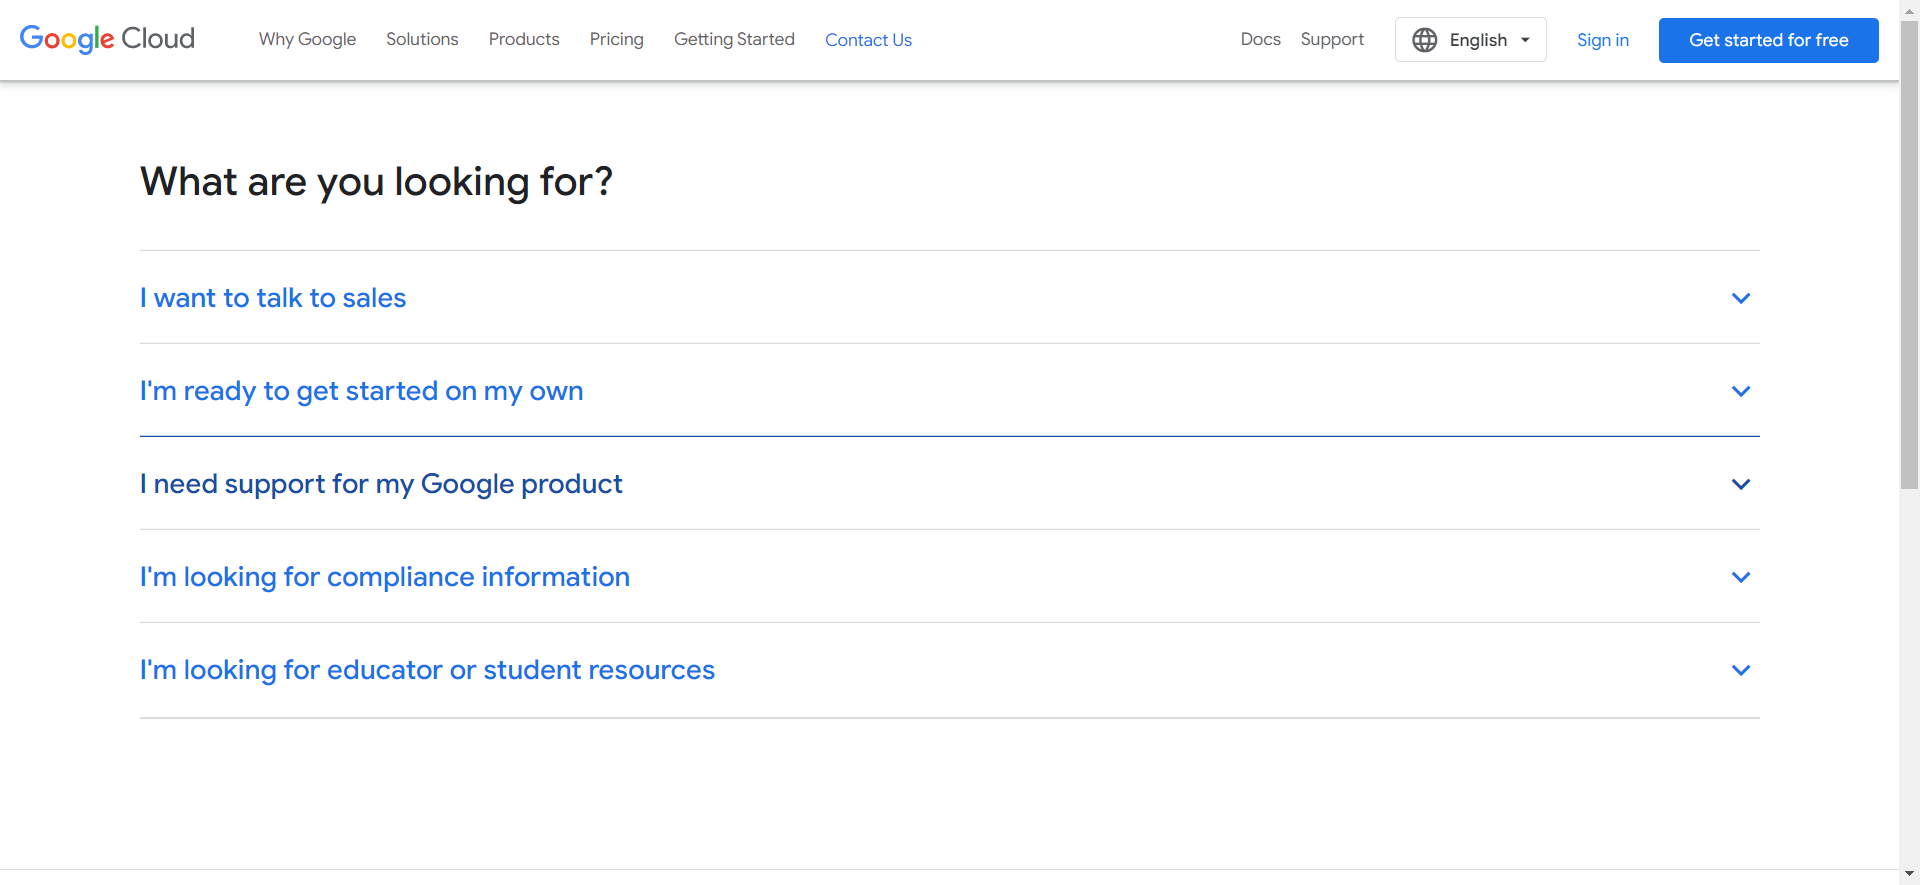 Google Cloud Why Google Solutions Products Pricing Getting Started Contact Us Docs Support English Sign in Get started for free
What are you looking for?
I want to talk to sales
I'm ready to get started on my own
I need support for my Google product
I'm looking for compliance information
I'm looking for educator or student resources